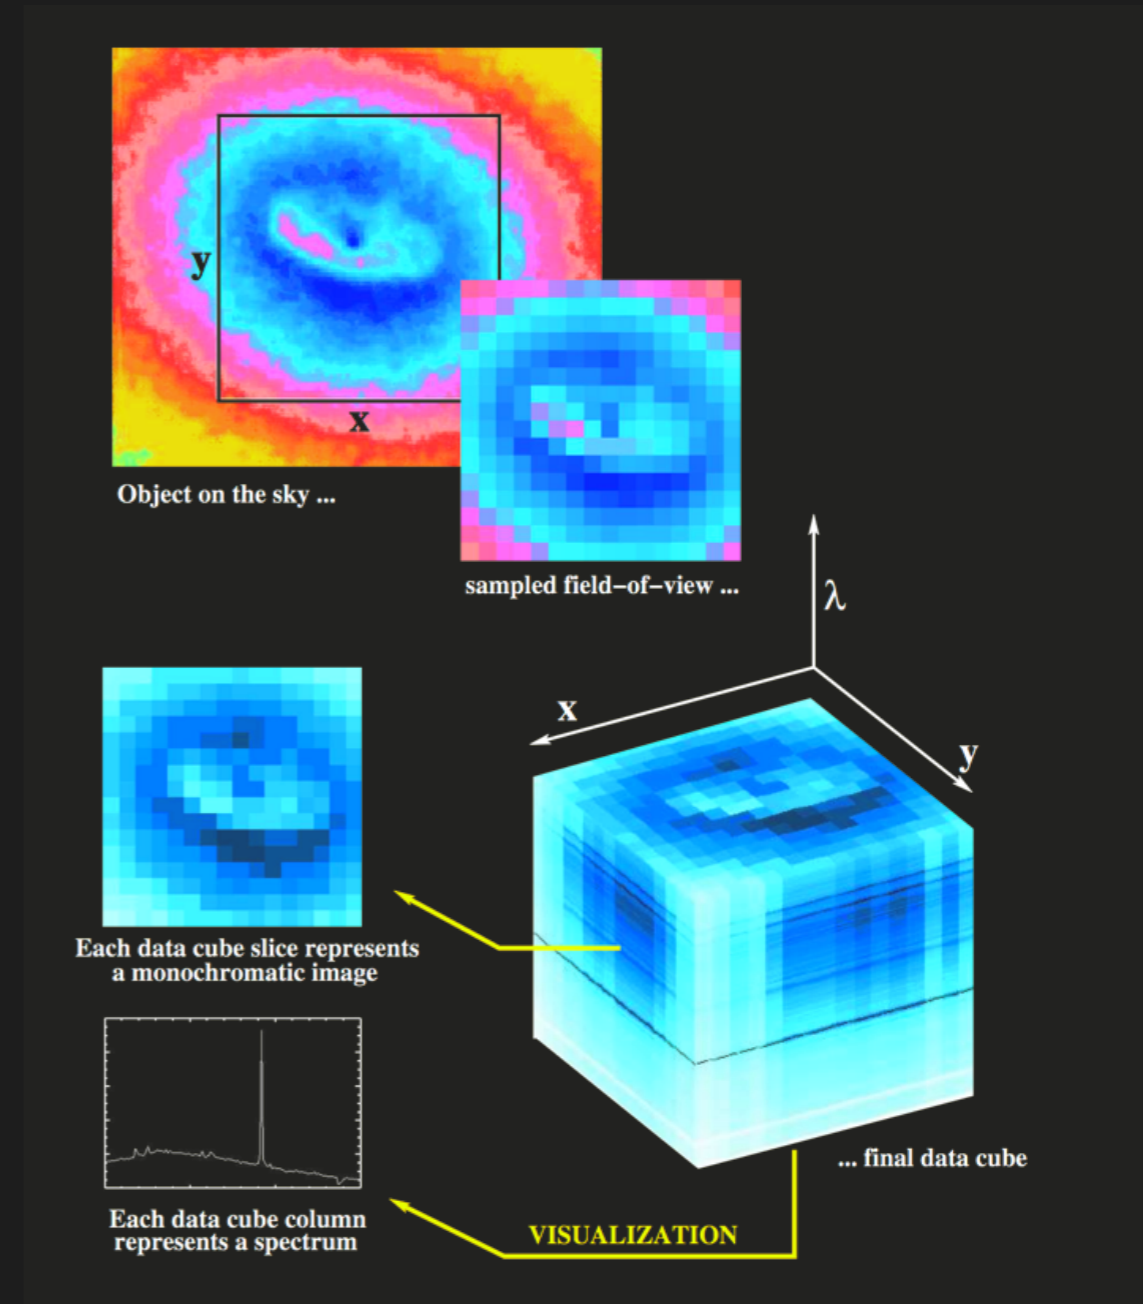 y
x
Object on the sky ...
sampled field−of−view ...
λ
x
y
Each data cube slice represents
a monochromatic image
... final data cube
Each data cube column
represents a spectrum
VISUALIZATION